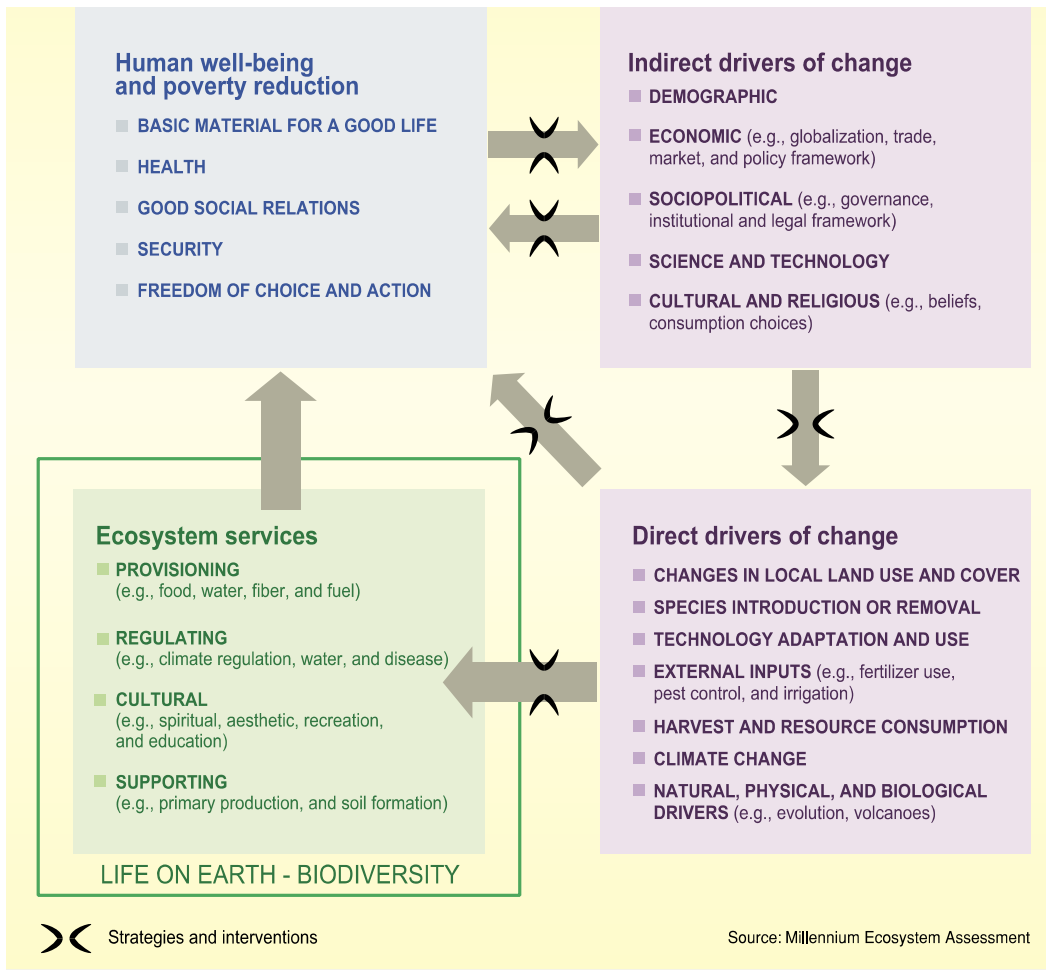 Human well-being
and poverty reduction
BASIC MATERIAL FOR A GOOD LIFE
HEALTH
GOOD SOCIAL RELATIONS
SECURITY
FREEDOM OF CHOICE AND ACTION
Indirect drivers of change
DEMOGRAPHIC
ECONOMIC (e.g., globalization, trade,
market, and policy framework)
SOCIOPOLITICAL (e.g., governance,
institutional and legal framework)
SCIENCE AND TECHNOLOGY
CULTURAL AND RELIGIOUS (e.g., beliefs,
consumption choices)
Ecosystem services
PROVISIONING
(e.g., food, water, fiber, and fuel)
REGULATING
(e.g., climate regulation, water, and disease)
CULTURAL
(e.g., spiritual, aesthetic, recreation,
and education)
SUPPORTING
(e.g., primary production, and soil formation)
LIFE ON EARTH - BIODIVERSITY
Direct drivers of change
CHANGES IN LOCAL LAND USE AND COVER
SPECIES INTRODUCTION OR REMOVAL
TECHNOLOGY ADAPTATION AND USE
EXTERNAL INPUTS (e.g., fertilizer use,
pest control, and irrigation)
HARVEST AND RESOURCE CONSUMPTION
CLIMATE CHANGE
NATURAL, PHYSICAL, AND BIOLOGICAL
DRIVERS (e.g., evolution, volcanoes)
Strategies and interventions
Source: Millennium Ecosystem Assessment